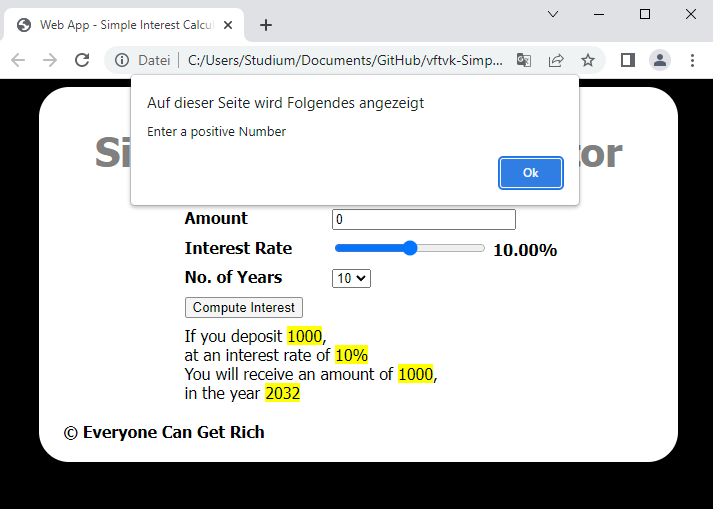 Web App - Simple Interest Calcul
Datei C:/Users/Studium/Documents/GitHub/vftvk-Simp...
Auf dieser Seite wird Folgendes angezeigt
Enter a positive Number
Ok
Amount 0
Interest Rate 10.00%
No. of Years 10
Compute Interest
If you deposit 1000,
at an interest rate of 10%
You will receive an amount of 1000,
in the year 2032
© Everyone Can Get Rich